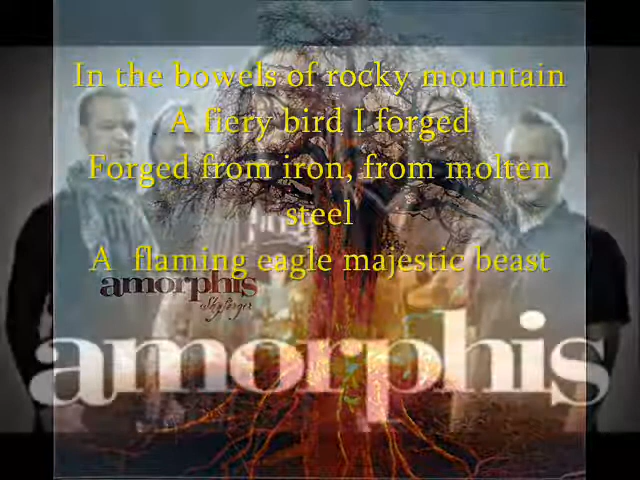 In the bowels of rocky mountain
A fiery bird I forged
Forged from iron, from molten
steel
A flaming eagle majestic beast
amorphis
Skyforger
amorphis